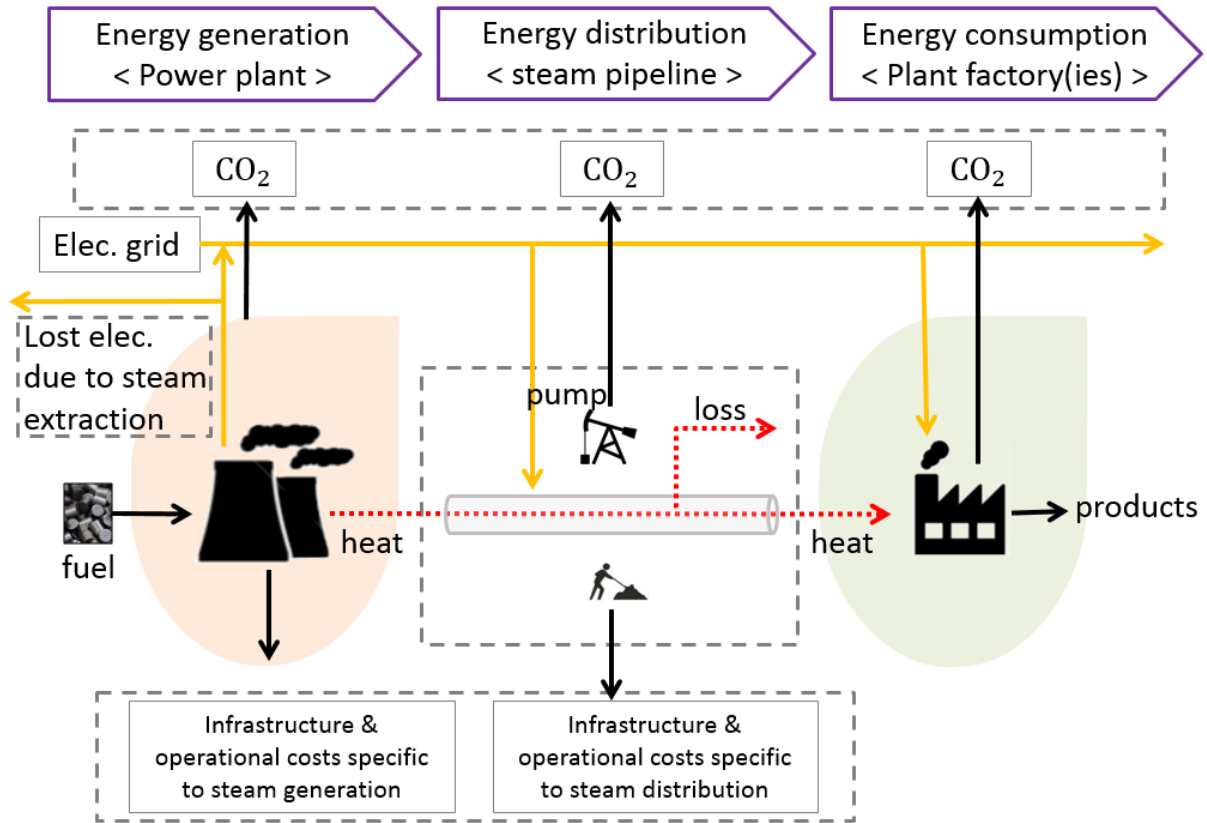 Energy generation
< Power plant >
Energy distribution
< steam pipeline >
Energy consumption
< Plant factory(ies) >
CO₂
CO₂
CO₂
Elec. grid
Lost elec.
due to steam
extraction
pump
loss
fuel
heat
heat
products
Infrastructure &
operational costs specific
to steam generation
Infrastructure &
operational costs specific
to steam distribution